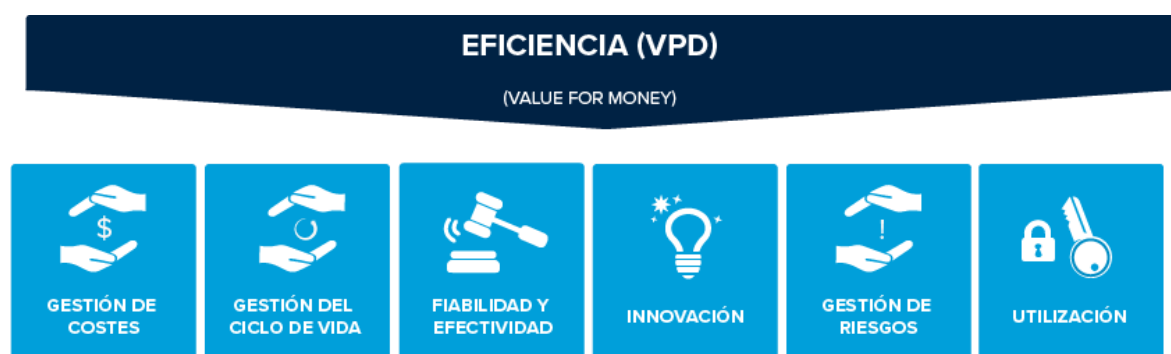 EFICIENCIA (VPD)
(VALUE FOR MONEY)
$
!
GESTIÓN DE
COSTES
GESTIÓN DEL
CICLO DE VIDA
FIABILIDAD Y
EFECTIVIDAD
INNOVACIÓN
GESTIÓN DE
RIESGOS
UTILIZACIÓN